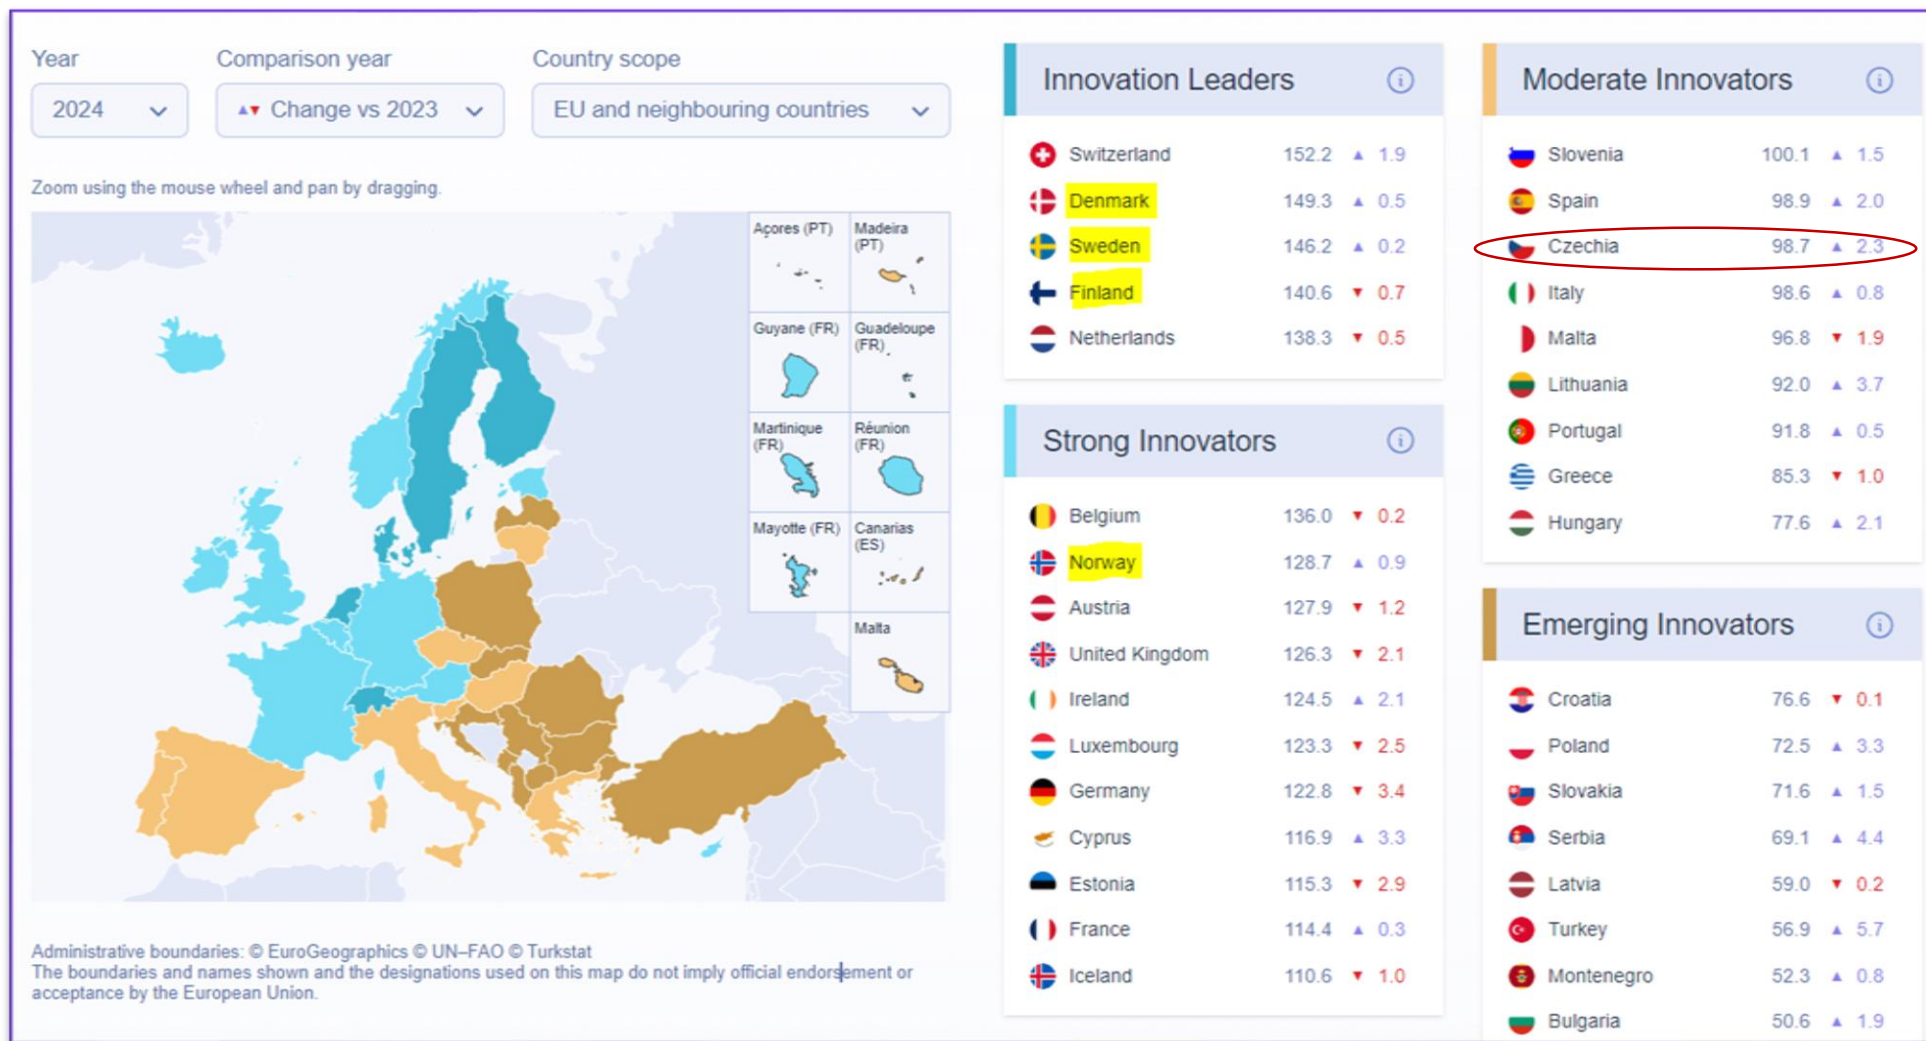 Year
Comparison year
Country scope
2024
▲▼ Change vs 2023
EU and neighbouring countries
Zoom using the mouse wheel and pan by dragging.
Açores (PT)
Madeira
(PT)
Guyane (FR)
Guadeloupe
(FR)
Martinique
(FR)
Réunion
(FR)
Mayotte (FR)
Canarias
(ES)
Malta
Administrative boundaries: © EuroGeographics © UN–FAO © Turkstat
The boundaries and names shown and the designations used on this map do not imply official endorsement or
acceptance by the European Union.
Innovation Leaders
Switzerland 152.2 ▲ 1.9
Denmark 149.3 ▲ 0.5
Sweden 146.2 ▲ 0.2
Finland 140.6 ▼ 0.7
Netherlands 138.3 ▼ 0.5
Strong Innovators
Belgium 136.0 ▼ 0.2
Norway 128.7 ▲ 0.9
Austria 127.9 ▼ 1.2
United Kingdom 126.3 ▼ 2.1
Ireland 124.5 ▲ 2.1
Luxembourg 123.3 ▼ 2.5
Germany 122.8 ▼ 3.4
Cyprus 116.9 ▲ 3.3
Estonia 115.3 ▼ 2.9
France 114.4 ▲ 0.3
Iceland 110.6 ▼ 1.0
Moderate Innovators
Slovenia 100.1 ▲ 1.5
Spain 98.9 ▲ 2.0
Czechia 98.7 ▲ 2.3
Italy 98.6 ▲ 0.8
Malta 96.8 ▼ 1.9
Lithuania 92.0 ▲ 3.7
Portugal 91.8 ▲ 0.5
Greece 85.3 ▼ 1.0
Hungary 77.6 ▲ 2.1
Emerging Innovators
Croatia 76.6 ▼ 0.1
Poland 72.5 ▲ 3.3
Slovakia 71.6 ▲ 1.5
Serbia 69.1 ▲ 4.4
Latvia 59.0 ▼ 0.2
Turkey 56.9 ▲ 5.7
Montenegro 52.3 ▲ 0.8
Bulgaria 50.6 ▲ 1.9